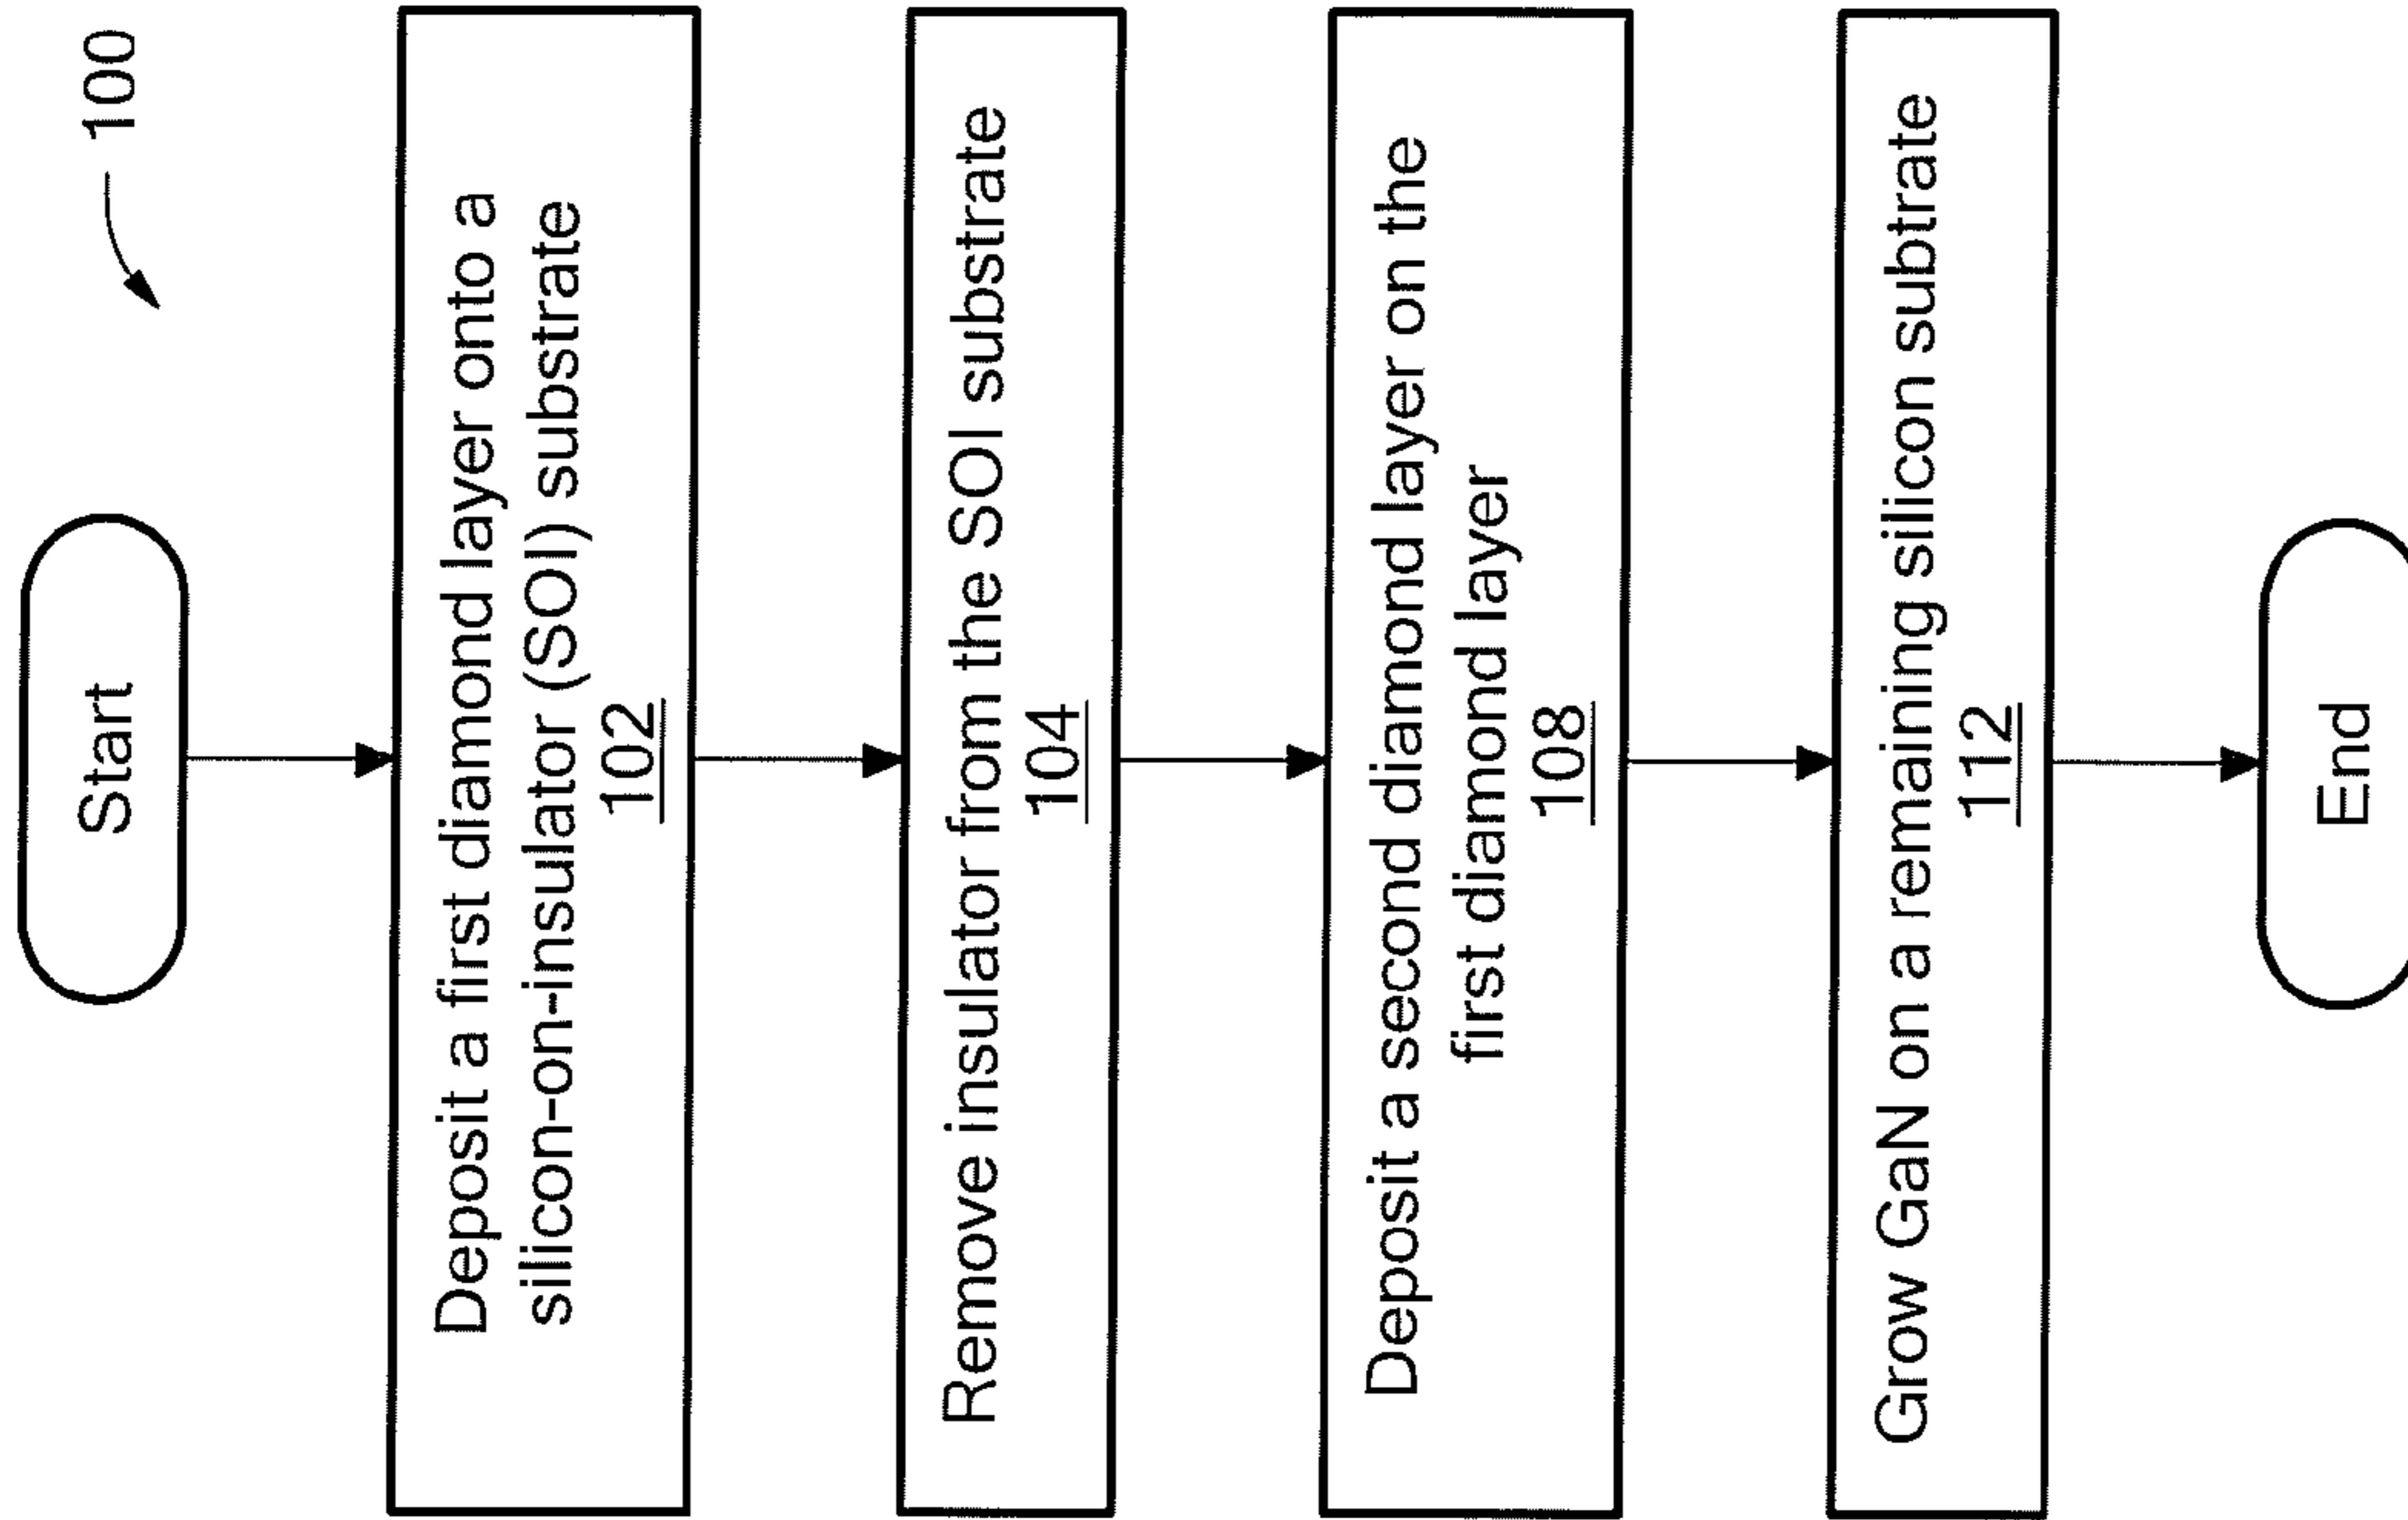 100
Start
Deposit a first diamond layer onto a
silicon-on-insulator (SOI) substrate
102
Remove insulator from the SOI substrate
104
Deposit a second diamond layer on the
first diamond layer
108
Grow GaN on a remaining silicon subtrate
112
End